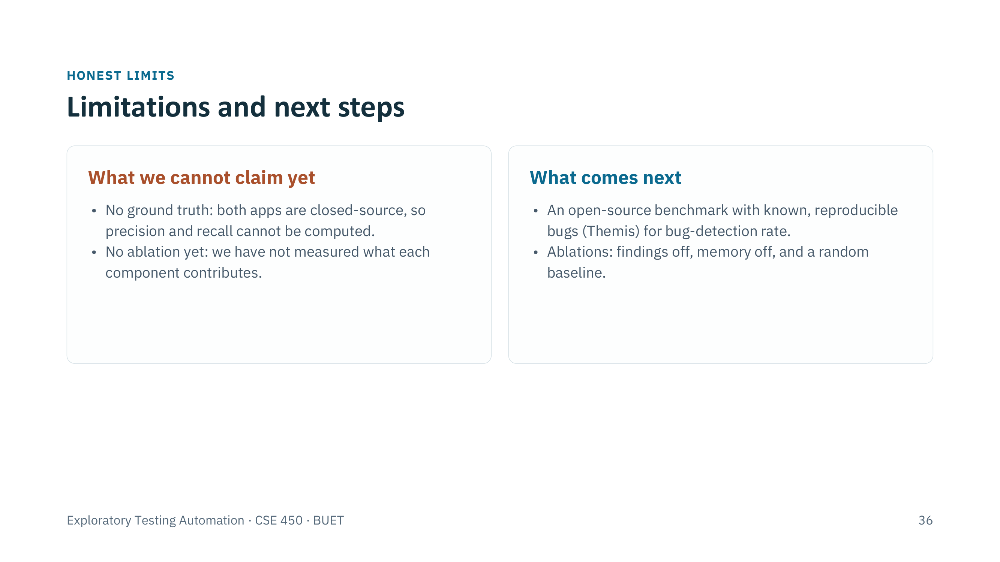 HONEST LIMITS
Limitations and next steps
What we cannot claim yet
• No ground truth: both apps are closed-source, so
precision and recall cannot be computed.
• No ablation yet: we have not measured what each
component contributes.
What comes next
• An open-source benchmark with known, reproducible
bugs (Themis) for bug-detection rate.
• Ablations: findings off, memory off, and a random
baseline.
Exploratory Testing Automation · CSE 450 · BUET
36